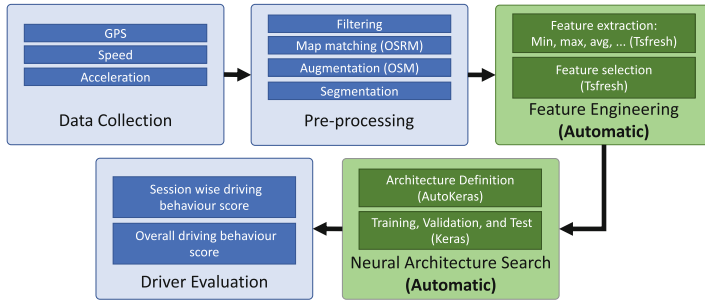 GPS
Speed
Acceleration
Data Collection
Filtering
Map matching (OSRM)
Augmentation (OSM)
Segmentation
Pre-processing
Feature extraction:
Min, max, avg, ... (Tsfresh)
Feature selection
(Tsfresh)
Feature Engineering
(Automatic)
Session wise driving
behaviour score
Overall driving behaviour
score
Driver Evaluation
Architecture Definition
(AutoKeras)
Training, Validation, and Test
(Keras)
Neural Architecture Search
(Automatic)